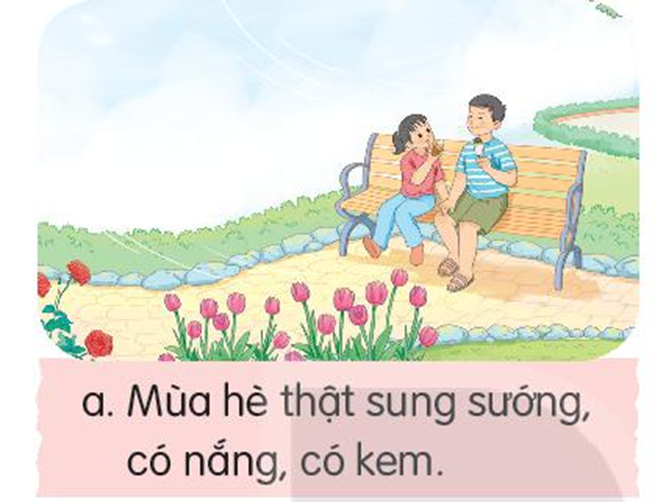 a. Mùa hè thật sung sướng,
có nắng, có kem.